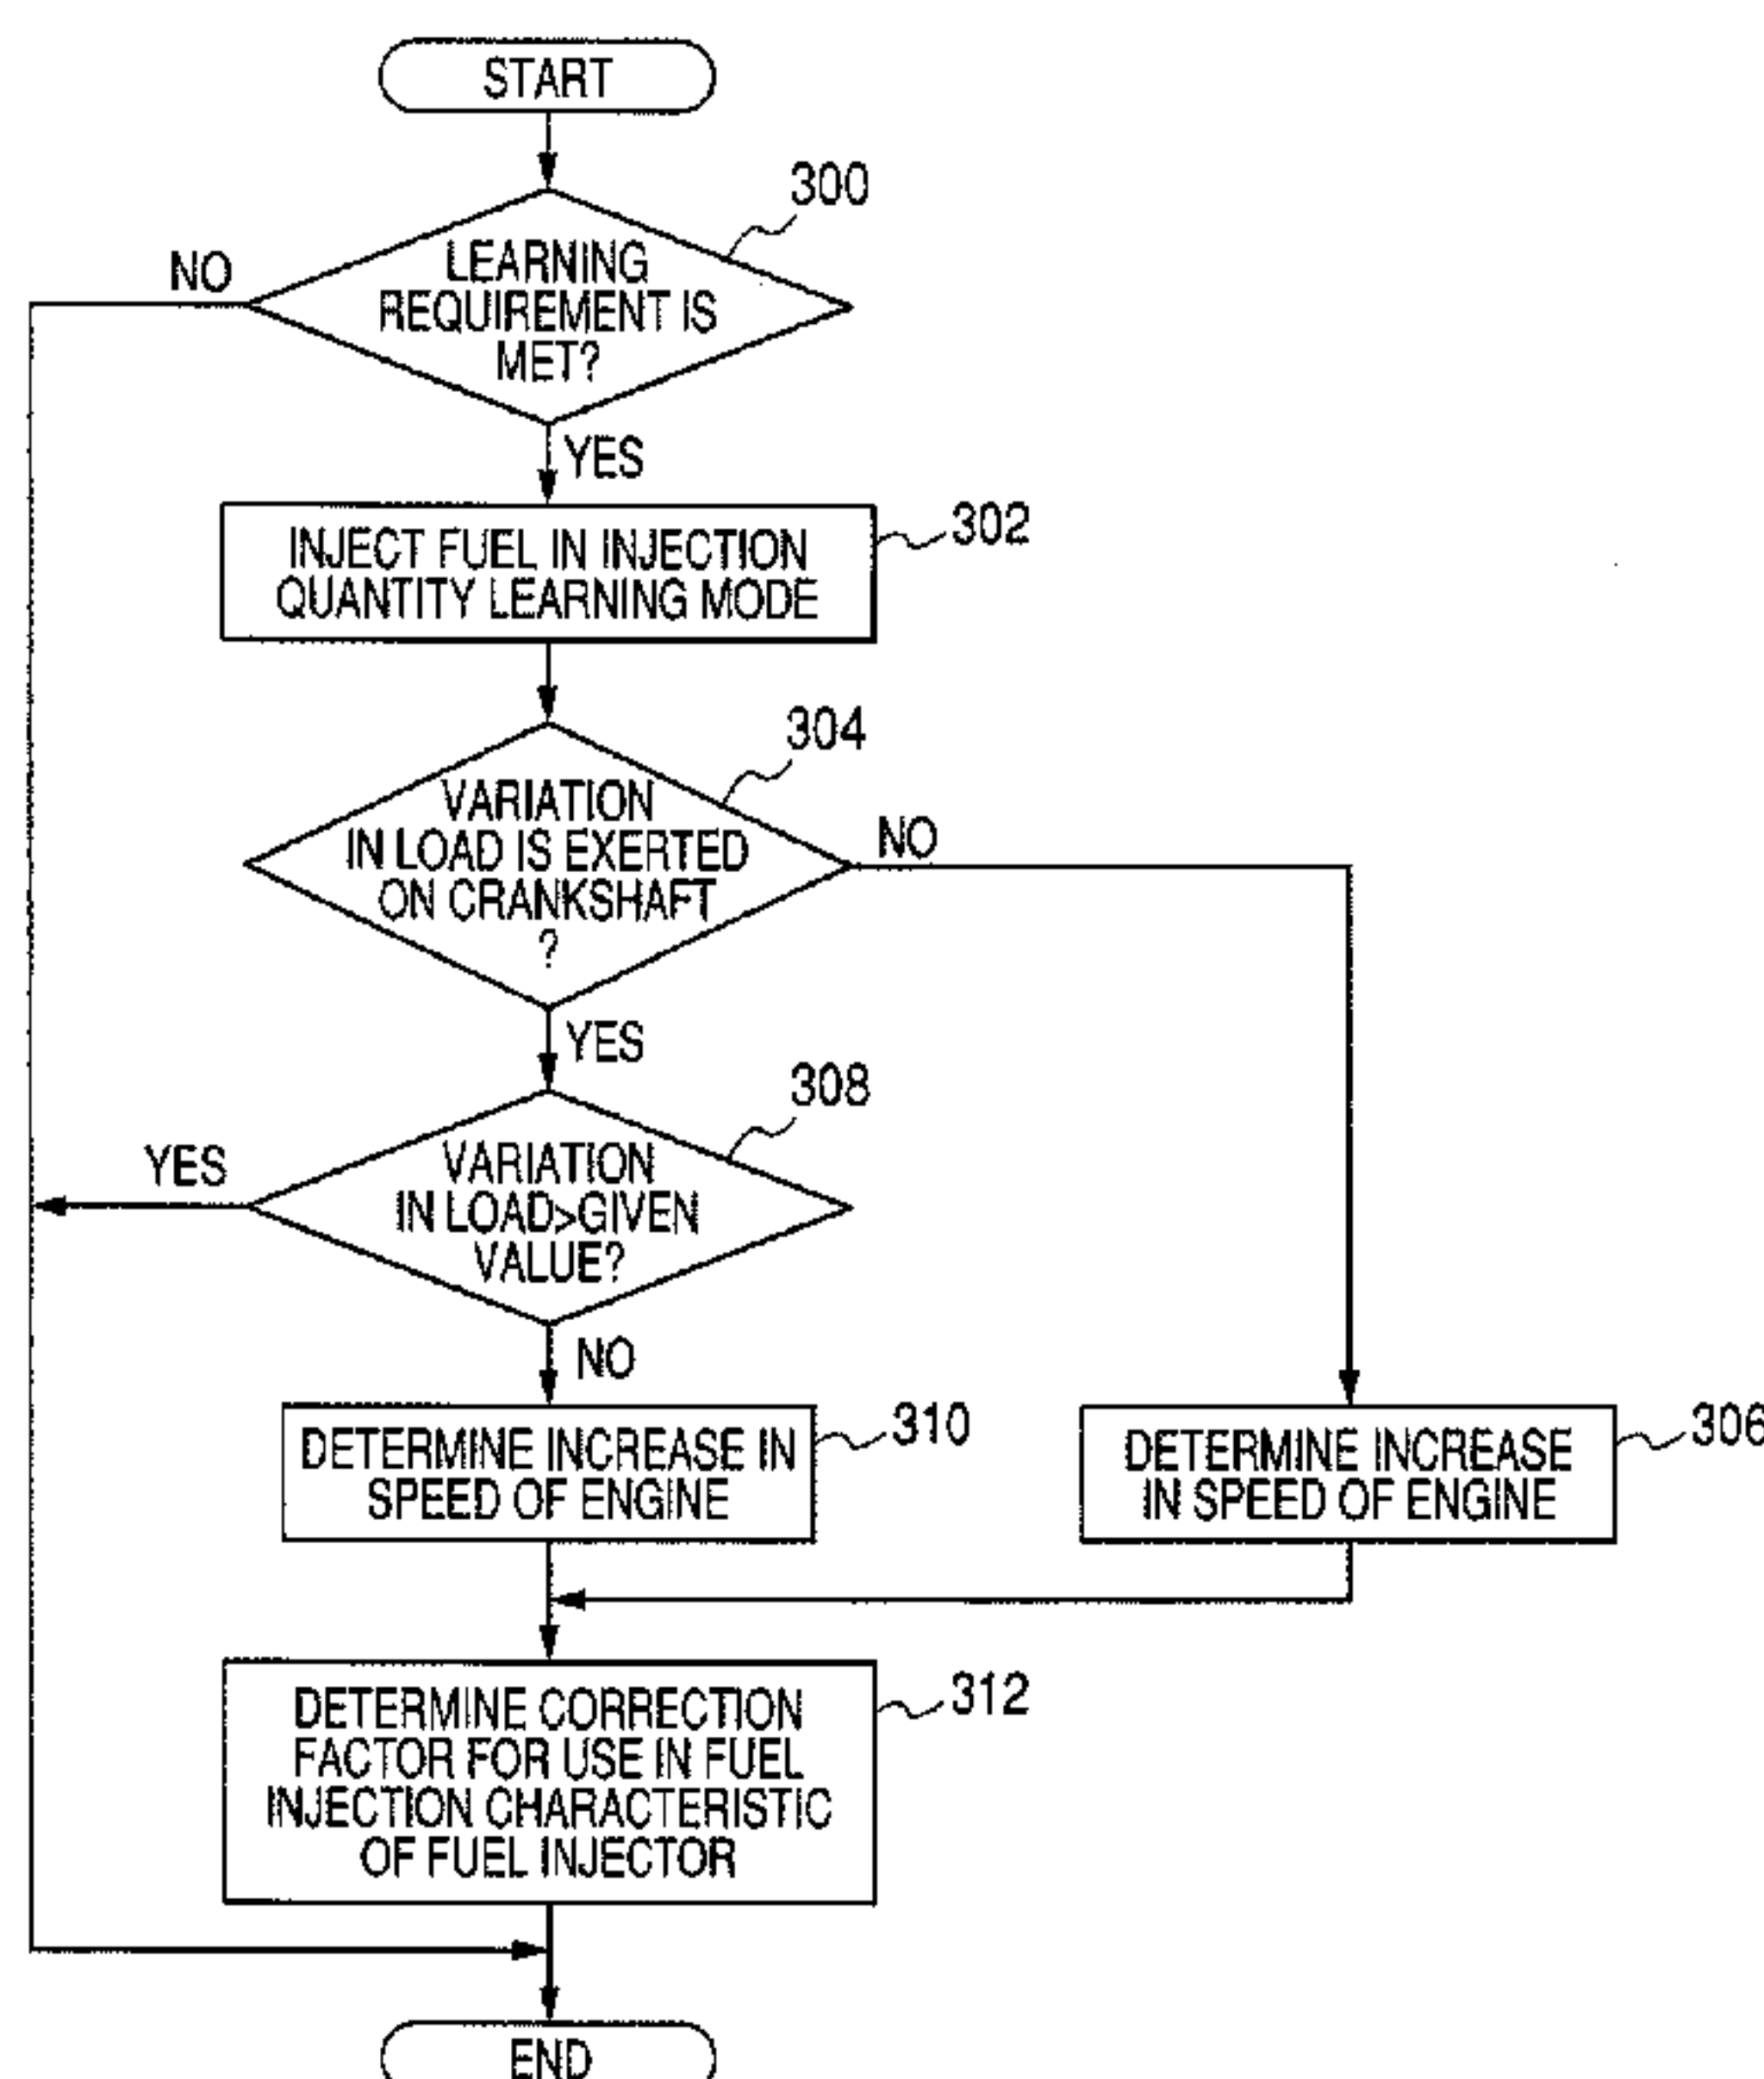 START
300
NO
LEARNING
REQUIREMENT IS
MET?
YES
302
INJECT FUEL IN INJECTION
QUANTITY LEARNING MODE
304
VARIATION
IN LOAD IS EXERTED
ON CRANKSHAFT
?
NO
YES
308
YES
VARIATION
IN LOAD>GIVEN
VALUE?
NO
310
DETERMINE INCREASE IN
SPEED OF ENGINE
306
DETERMINE INCREASE
IN SPEED OF ENGINE
312
DETERMINE CORRECTION
FACTOR FOR USE IN FUEL
INJECTION CHARACTERISTIC
OF FUEL INJECTOR
END